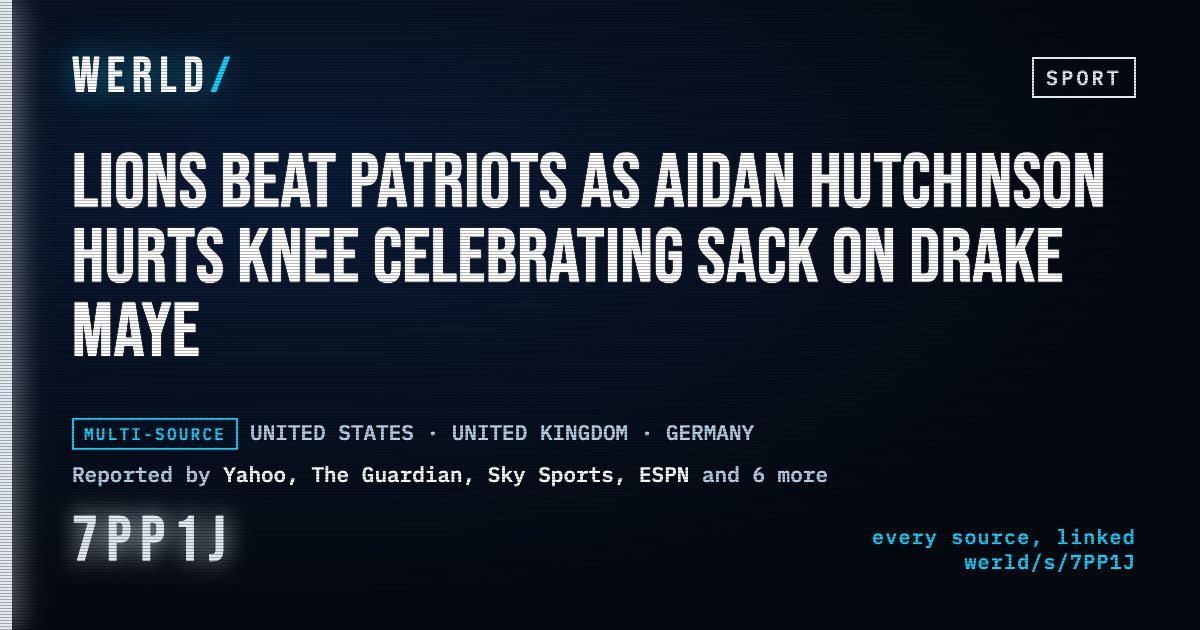 WERLD/
SPORT
LIONS BEAT PATRIOTS AS AIDAN HUTCHINSON
HURTS KNEE CELEBRATING SACK ON DRAKE
MAYE
MULTI-SOURCE UNITED STATES · UNITED KINGDOM · GERMANY
Reported by Yahoo, The Guardian, Sky Sports, ESPN and 6 more
7PP1J
every source, linked
werld/s/7PP1J